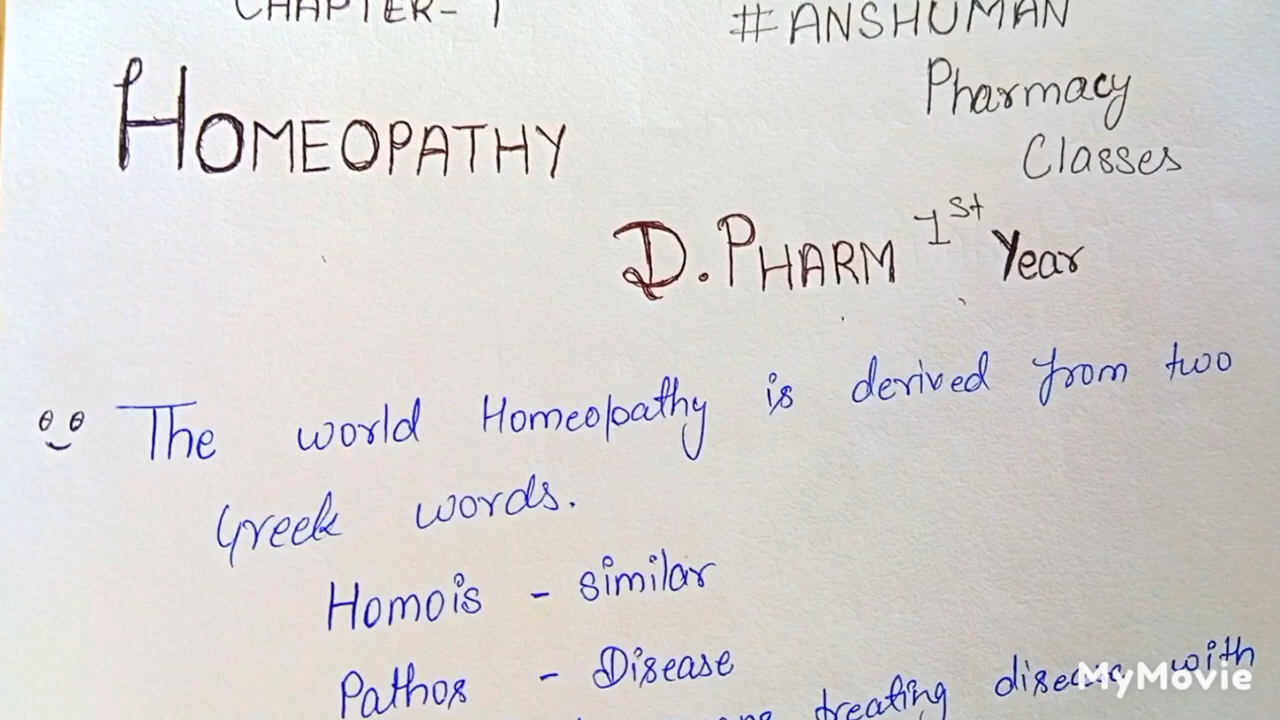 CHAPTER- 1
#ANSHUMAN
Pharmacy
Classes
HOMEOPATHY
D.PHARM 1st Year
The world Homeopathy is derived from two
Greek words.
Homois - similar
Pathos - Disease
treating disease with
MyMovie